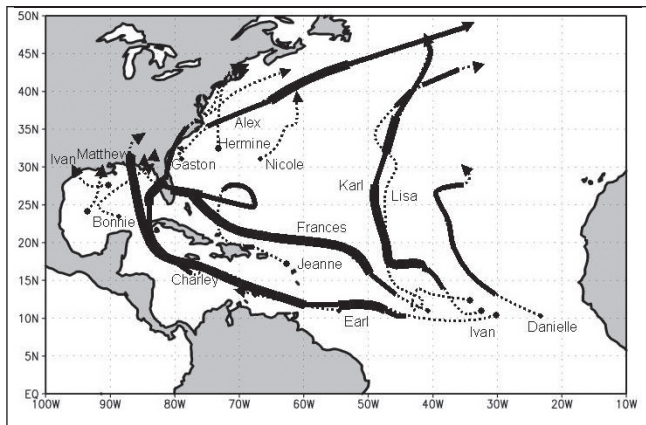 50N
45N
40N
35N
30N
25N
20N
15N
10N
5N
EQ
Alex
Hermine
Nicole
Ivan
Matthew
Gaston
Karl
Lisa
Bonnie
Frances
Jeanne
Charley
Earl
Ivan
Danielle
100W 90W 80W 70W 60W 50W 40W 30W 20W 10W